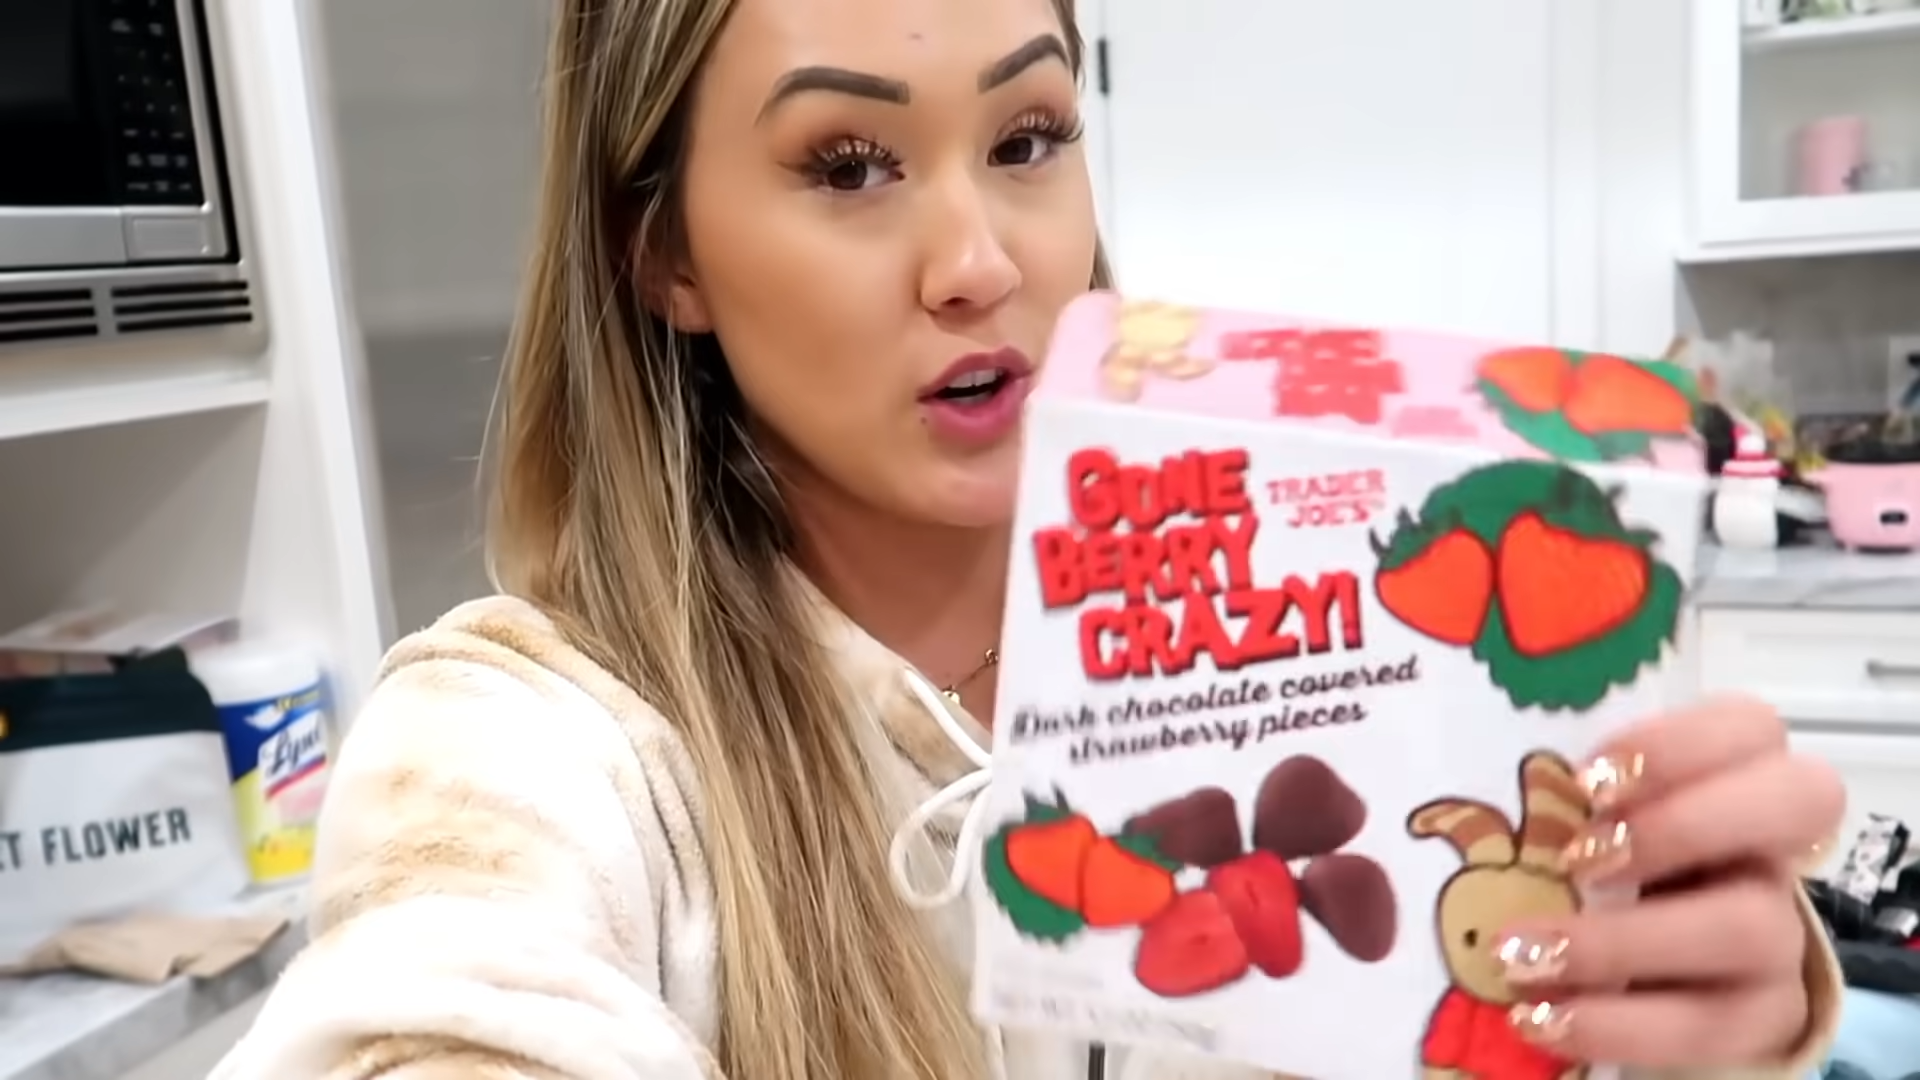 GONE
BERRY
CRAZY!
TRADER
JOE'S
Dark chocolate covered
strawberry pieces
Lysol
T FLOWER